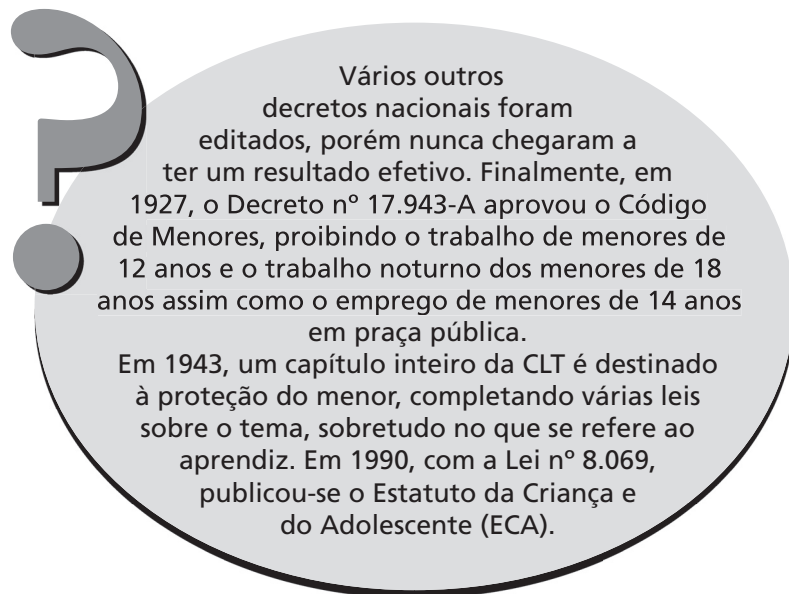 Vários outros
decretos nacionais foram
editados, porém nunca chegaram a
ter um resultado efetivo. Finalmente, em
1927, o Decreto nº 17.943-A aprovou o Código
de Menores, proibindo o trabalho de menores de
12 anos e o trabalho noturno dos menores de 18
anos assim como o emprego de menores de 14 anos
em praça pública.
Em 1943, um capítulo inteiro da CLT é destinado
à proteção do menor, completando várias leis
sobre o tema, sobretudo no que se refere ao
aprendiz. Em 1990, com a Lei nº 8.069,
publicou-se o Estatuto da Criança e
do Adolescente (ECA).